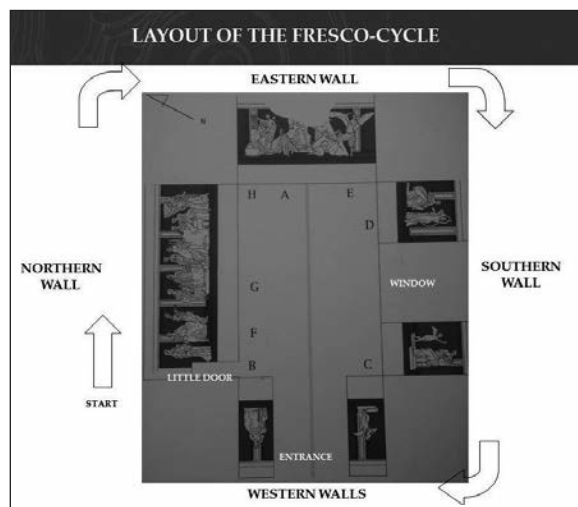 LAYOUT OF THE FRESCO-CYCLE
EASTERN WALL
N
H A E
D
NORTHERN
WALL
WINDOW
SOUTHERN
WALL
G
F
LITTLE DOOR
B C
START
ENTRANCE
WESTERN WALLS